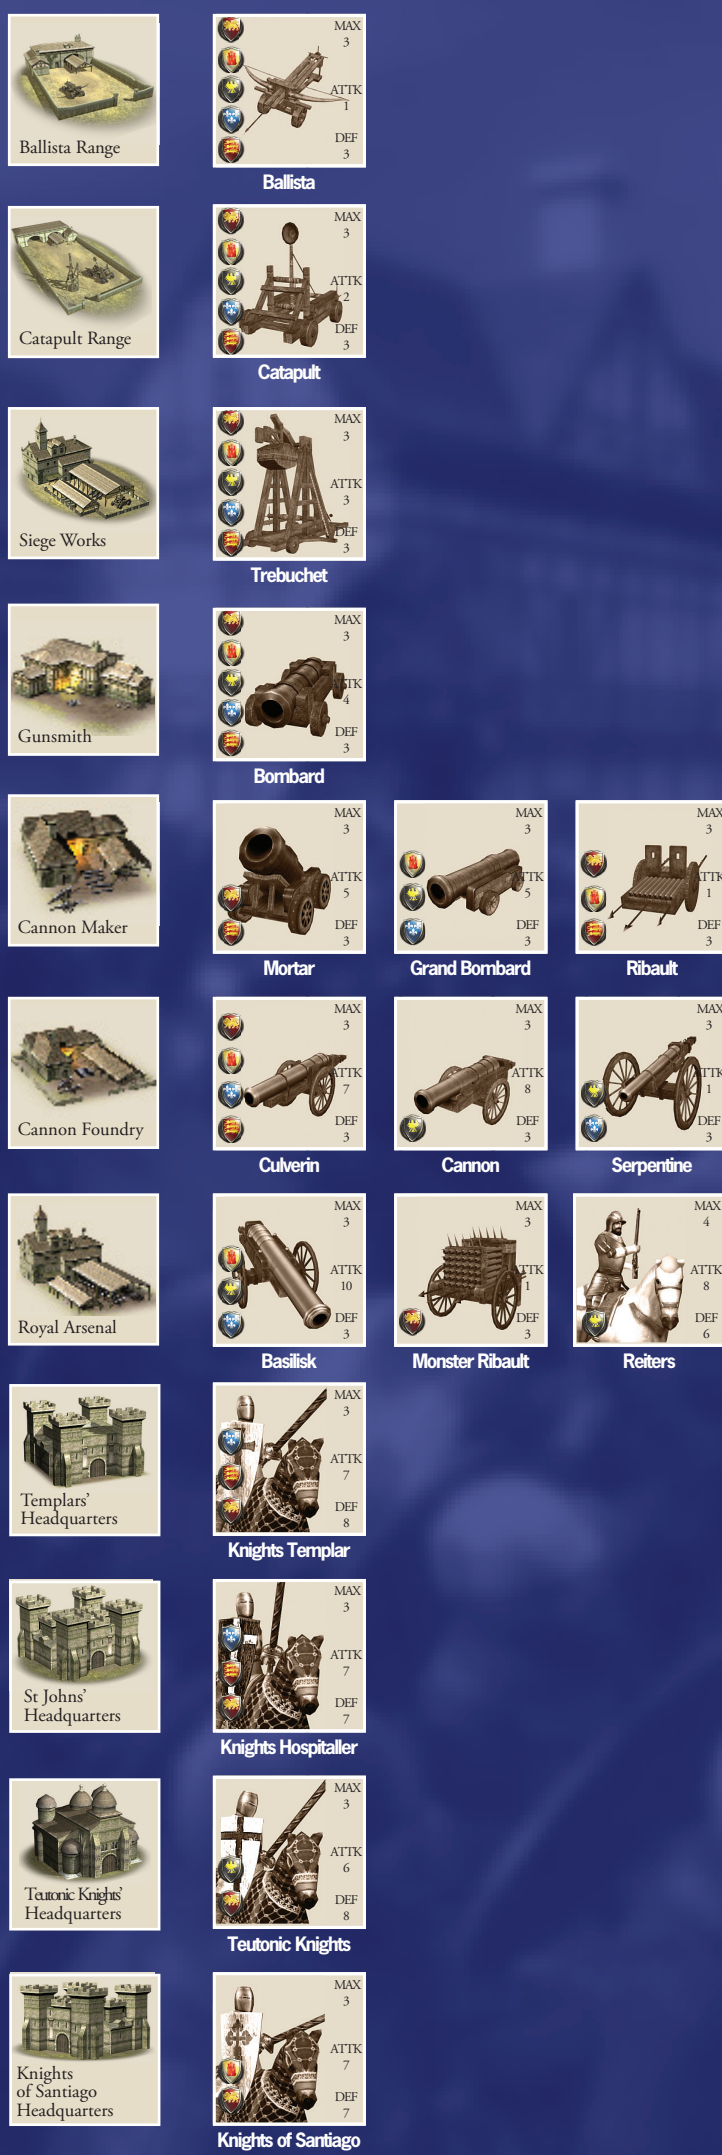 MAX
3
ATTK
1
DEF
3
Ballista Range
Ballista
MAX
3
ATTK
2
DEF
3
Catapult Range
Catapult
MAX
3
ATTK
3
DEF
3
Siege Works
Trebuchet
MAX
3
ATTK
4
DEF
3
Gunsmith
Bombard
Cannon Maker
MAX
3
ATTK
5
DEF
3
Mortar
MAX
3
ATTK
5
DEF
3
Grand Bombard
MAX
3
ATTK
1
DEF
3
Ribault
Cannon Foundry
MAX
3
ATTK
7
DEF
3
Culverin
MAX
3
ATTK
8
DEF
3
Cannon
MAX
3
ATTK
1
DEF
3
Serpentine
Royal Arsenal
MAX
3
ATTK
10
DEF
3
Basilisk
MAX
3
ATTK
1
DEF
3
Monster Ribault
MAX
4
ATTK
8
DEF
6
Reiters
Templars'
Headquarters
MAX
3
ATTK
7
DEF
8
Knights Templar
St Johns'
Headquarters
MAX
3
ATTK
7
DEF
7
Knights Hospitaller
Teutonic Knights'
Headquarters
MAX
3
ATTK
6
DEF
8
Teutonic Knights
Knights
of Santiago
Headquarters
MAX
3
ATTK
7
DEF
7
Knights of Santiago